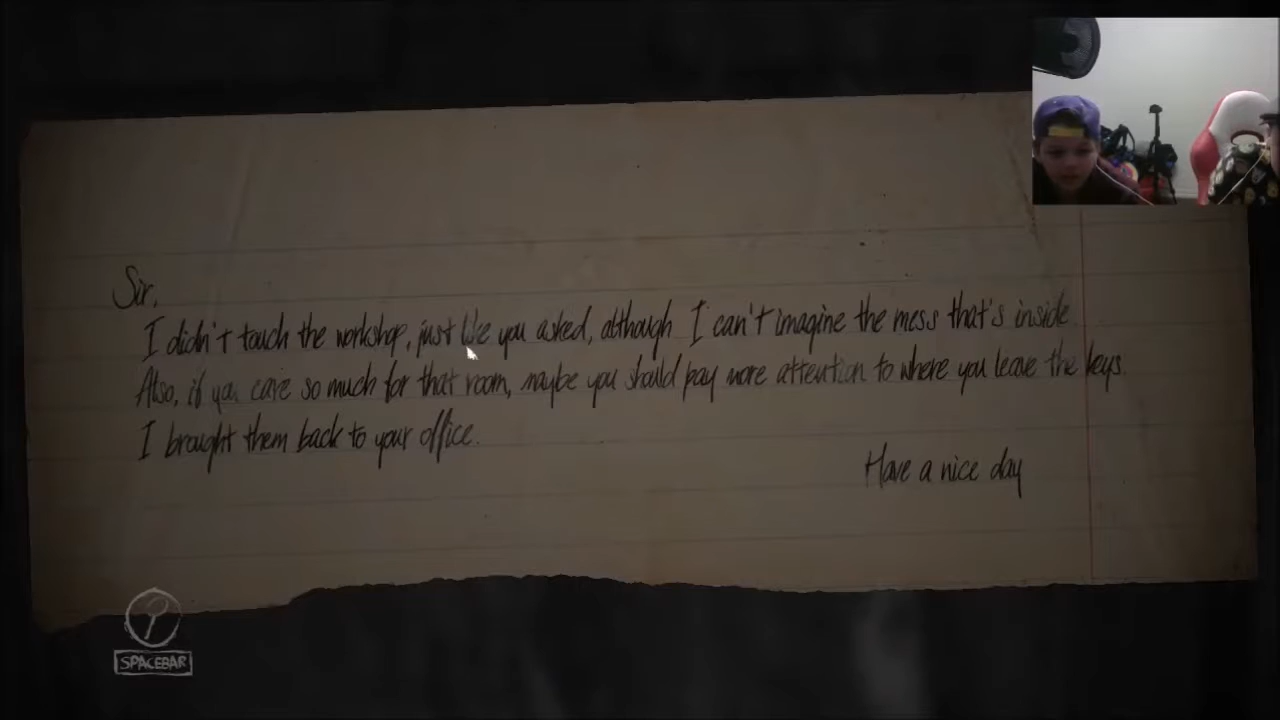 Sir,
I didn't touch the workshop, just like you asked, although I can't imagine the mess that's inside
Also, if you care so much for that room, maybe you should pay more attention to where you leave the keys.
I brought them back to your office.
Have a nice day
SPACEBAR